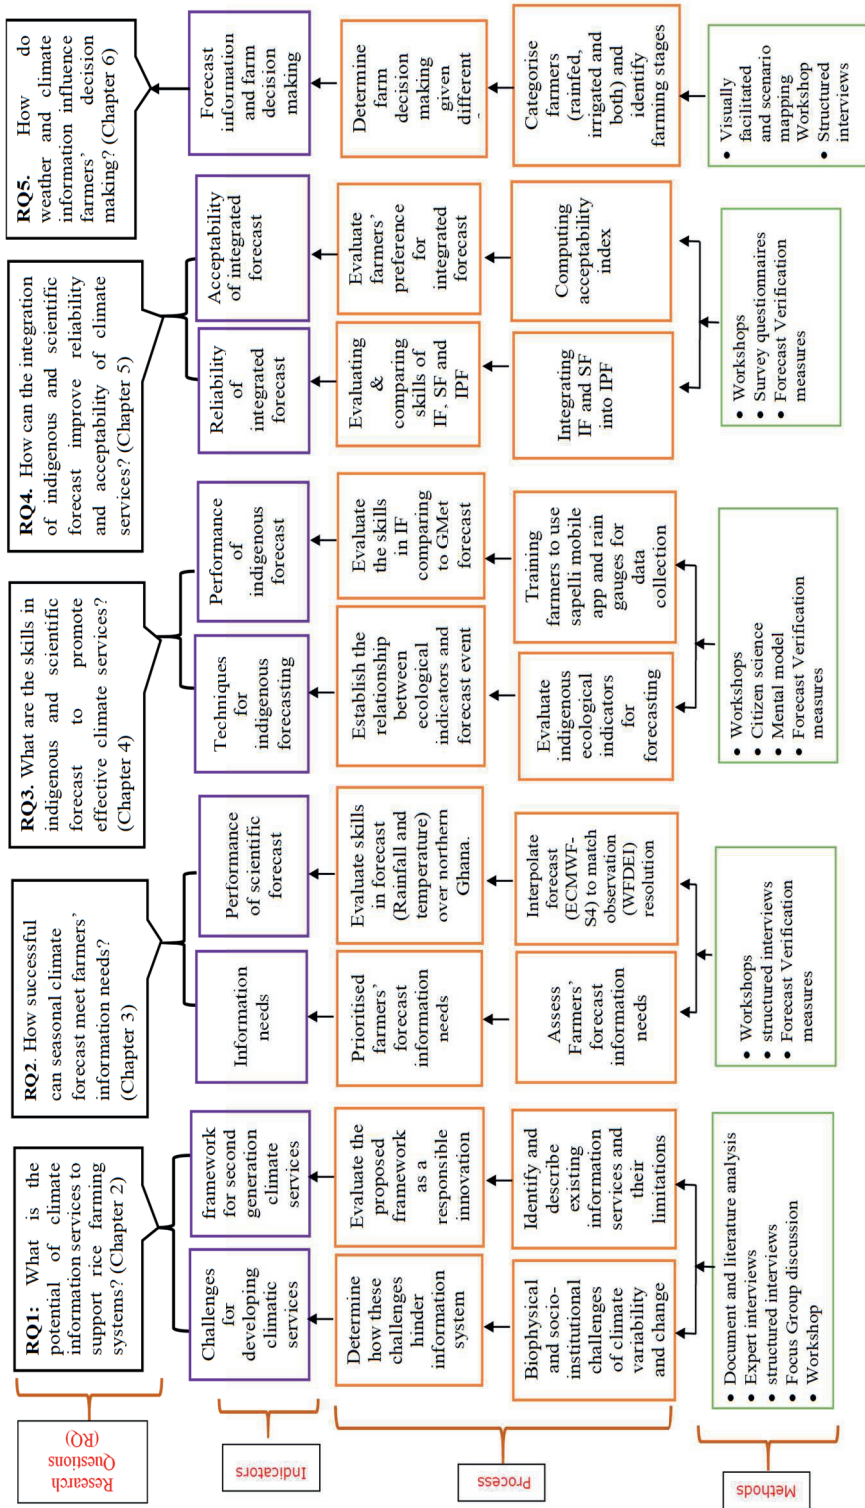 Research
Questions
(RQ)
RQ1: What is the
potential of climate
information services to
support rice farming
systems? (Chapter 2)
RQ2. How successful
can seasonal climate
forecast meet farmers'
information needs?
(Chapter 3)
RQ3. What are the skills in
indigenous and scientific
forecast to promote
effective climate services?
(Chapter 4)
RQ4. How can the integration
of indigenous and scientific
forecast improve reliability
and acceptability of climate
services? (Chapter 5)
RQ5. How do
weather and climate
information influence
farmers' decision
making? (Chapter 6)
Indicators
Challenges
for
developing
climatic
services
framework
for second
generation
climate
services
Information
needs
Performance
of scientific
forecast
Techniques
for
indigenous
forecasting
Performance
of
indigenous
forecast
Reliability
of
integrated
forecast
Acceptability
of integrated
forecast
Forecast
information
and farm
decision
making
Process
Determine
how these
challenges
hinder
information
system
Evaluate the
proposed
framework
as a
responsible
innovation
Prioritised
farmers'
forecast
information
needs
Evaluate skills
in forecast
(Rainfall and
temperature)
over northern
Ghana.
Establish the
relationship
between
ecological
indicators and
forecast event
Evaluate
the skills
in IF
comparing
to GMet
forecast
Evaluating
&
comparing
skills of
IF, SF and
IPF
Evaluate
farmers'
preference
for
integrated
forecast
Determine
farm
decision
making
given
different
Biophysical
and socio-
institutional
challenges
of climate
variability
and change
Identify and
describe
existing
information
services and
their
limitations
Assess
Farmers'
forecast
information
needs
Interpolate
forecast
(ECMWF-
S4) to match
observation
(WFDEI)
resolution
Evaluate
indigenous
ecological
indicators
for
forecasting
Training
farmers to use
sapelli mobile
app and rain
gauges for
data
collection
Integrating
IF and SF
into IPF
Computing
acceptability
index
Categorise
farmers
(rainfed,
irrigated and
both) and
identify
farming stages
Methods
• Document and literature analysis
• Expert interviews
• structured interviews
• Focus Group discussion
• Workshop
• Workshops
• structured interviews
• Forecast Verification
measures
• Workshops
• Citizen science
• Mental model
• Forecast Verification
measures
• Workshops
• Survey questionnaires
• Forecast Verification
measures
• Visually
facilitated
and scenario
mapping
Workshop
• Structured
interviews